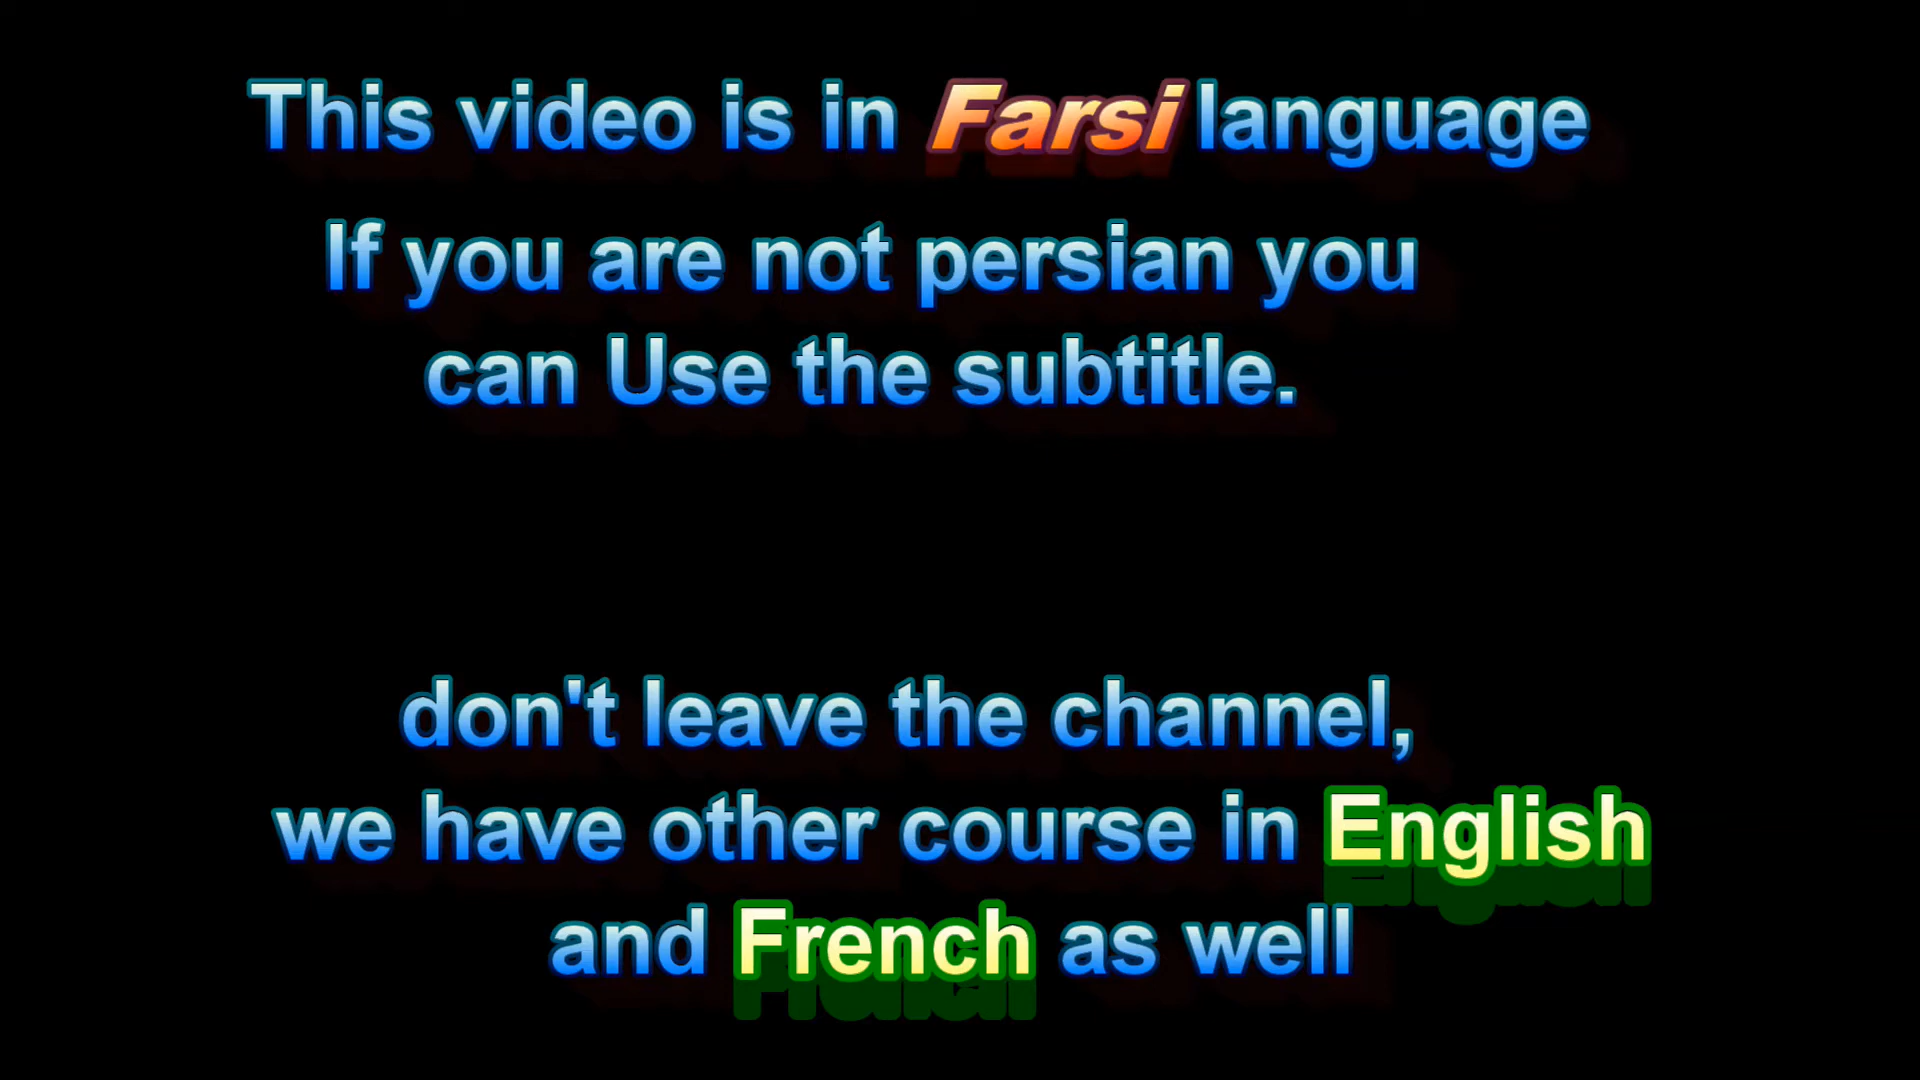 This video is in Farsi language
If you are not persian you
can Use the subtitle.
don't leave the channel,
we have other course in English
and French as well